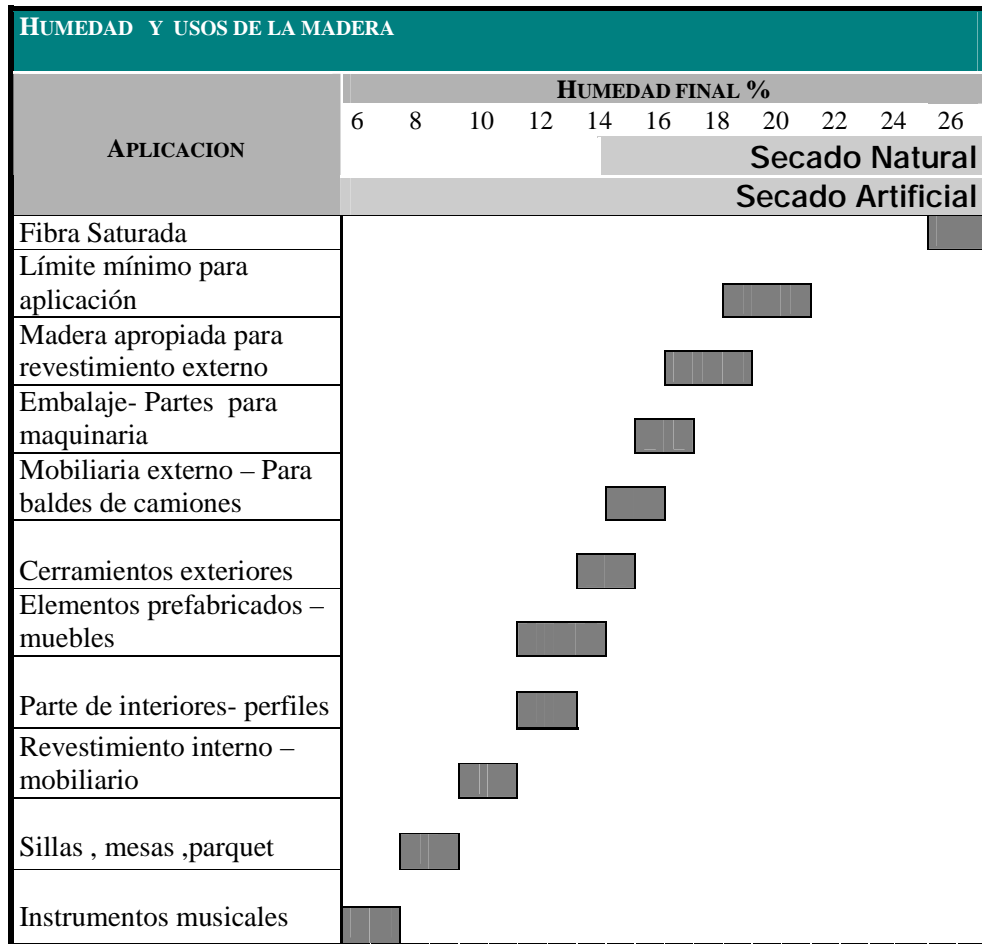 HUMEDAD Y USOS DE LA MADERA
HUMEDAD FINAL %
6 8 10 12 14 16 18 20 22 24 26
APLICACION
Secado Natural
Secado Artificial
Fibra Saturada
Límite mínimo para
aplicación
Madera apropiada para
revestimiento externo
Embalaje- Partes para
maquinaria
Mobiliaria externo – Para
baldes de camiones
Cerramientos exteriores
Elementos prefabricados –
muebles
Parte de interiores- perfiles
Revestimiento interno –
mobiliario
Sillas , mesas ,parquet
Instrumentos musicales